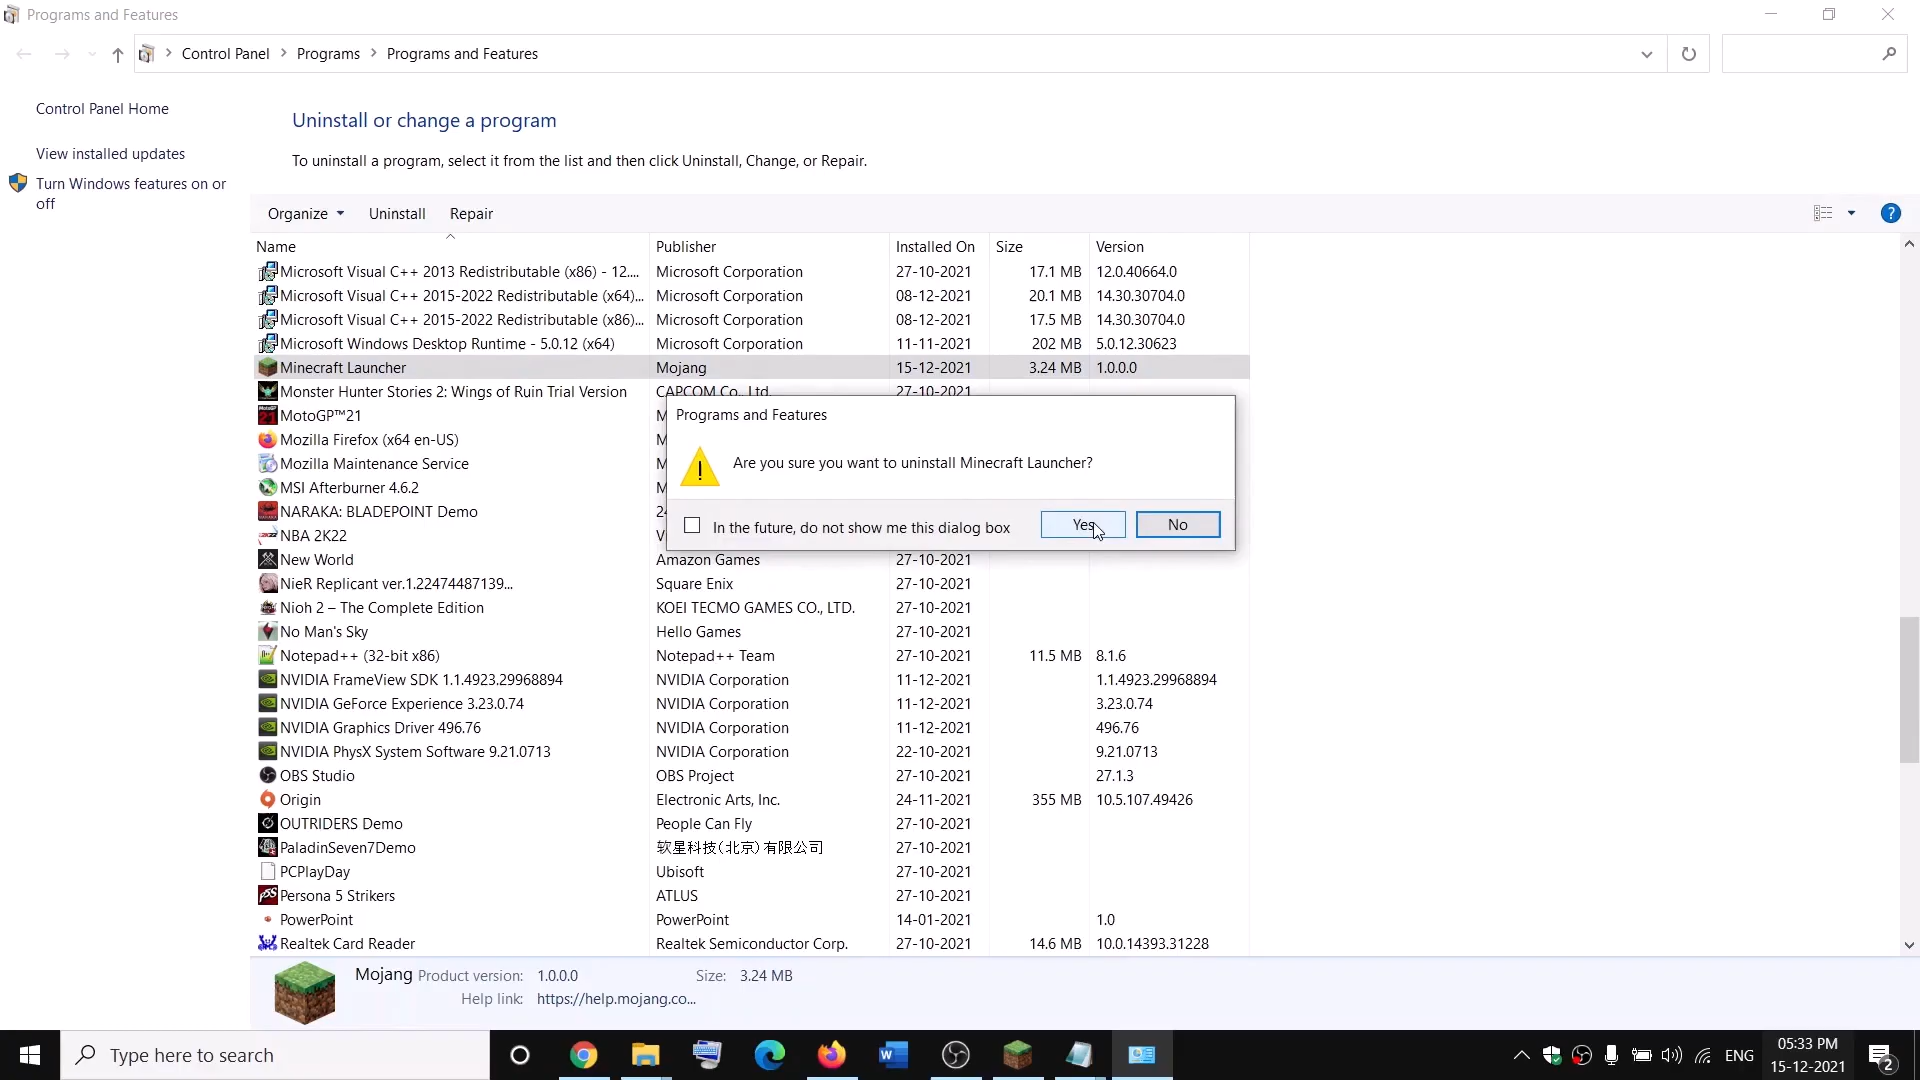 Programs and Features
Control Panel > Programs > Programs and Features
Control Panel Home
View installed updates
Turn Windows features on or
off
Uninstall or change a program
To uninstall a program, select it from the list and then click Uninstall, Change, or Repair.
Organize Uninstall Repair
Name Publisher Installed On Size Version
Microsoft Visual C++ 2013 Redistributable (x86) - 12.... Microsoft Corporation 27-10-2021 17.1 MB 12.0.40664.0
Microsoft Visual C++ 2015-2022 Redistributable (x64)... Microsoft Corporation 08-12-2021 20.1 MB 14.30.30704.0
Microsoft Visual C++ 2015-2022 Redistributable (x86)... Microsoft Corporation 08-12-2021 17.5 MB 14.30.30704.0
Microsoft Windows Desktop Runtime - 5.0.12 (x64) Microsoft Corporation 11-11-2021 202 MB 5.0.12.30623
Minecraft Launcher Mojang 15-12-2021 3.24 MB 1.0.0.0
Monster Hunter Stories 2: Wings of Ruin Trial Version CAPCOM Co., Ltd. 27-10-2021
MotoGP™21 M
Mozilla Firefox (x64 en-US) M
Mozilla Maintenance Service M
MSI Afterburner 4.6.2 M
NARAKA: BLADEPOINT Demo 24
NBA 2K22 V
Programs and Features
Are you sure you want to uninstall Minecraft Launcher?
In the future, do not show me this dialog box Yes No
New World Amazon Games 27-10-2021
NieR Replicant ver.1.22474487139... Square Enix 27-10-2021
Nioh 2 – The Complete Edition KOEI TECMO GAMES CO., LTD. 27-10-2021
No Man's Sky Hello Games 27-10-2021
Notepad++ (32-bit x86) Notepad++ Team 27-10-2021 11.5 MB 8.1.6
NVIDIA FrameView SDK 1.1.4923.29968894 NVIDIA Corporation 11-12-2021 1.1.4923.29968894
NVIDIA GeForce Experience 3.23.0.74 NVIDIA Corporation 11-12-2021 3.23.0.74
NVIDIA Graphics Driver 496.76 NVIDIA Corporation 11-12-2021 496.76
NVIDIA PhysX System Software 9.21.0713 NVIDIA Corporation 22-10-2021 9.21.0713
OBS Studio OBS Project 27-10-2021 27.1.3
Origin Electronic Arts, Inc. 24-11-2021 355 MB 10.5.107.49426
OUTRIDERS Demo People Can Fly 27-10-2021
PaladinSeven7Demo 软星科技(北京)有限公司 27-10-2021
PCPlayDay Ubisoft 27-10-2021
Persona 5 Strikers ATLUS 27-10-2021
PowerPoint PowerPoint 14-01-2021 1.0
Realtek Card Reader Realtek Semiconductor Corp. 27-10-2021 14.6 MB 10.0.14393.31228
Mojang Product version: 1.0.0.0 Size: 3.24 MB
Help link: https://help.mojang.co...
Type here to search
ENG
05:33 PM
15-12-2021
2